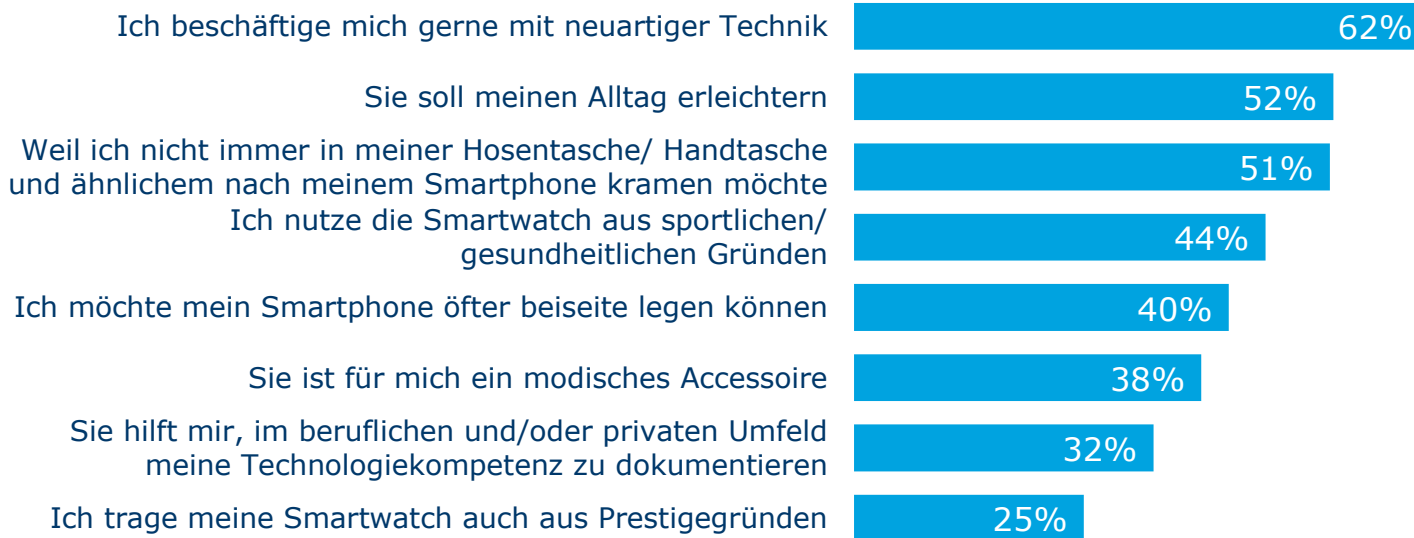 Ich beschäftige mich gerne mit neuartiger Technik 62%
Sie soll meinen Alltag erleichtern 52%
Weil ich nicht immer in meiner Hosentasche/ Handtasche
und ähnlichem nach meinem Smartphone kramen möchte 51%
Ich nutze die Smartwatch aus sportlichen/
gesundheitlichen Gründen 44%
Ich möchte mein Smartphone öfter beiseite legen können 40%
Sie ist für mich ein modisches Accessoire 38%
Sie hilft mir, im beruflichen und/oder privaten Umfeld
meine Technologiekompetenz zu dokumentieren 32%
Ich trage meine Smartwatch auch aus Prestigegründen 25%